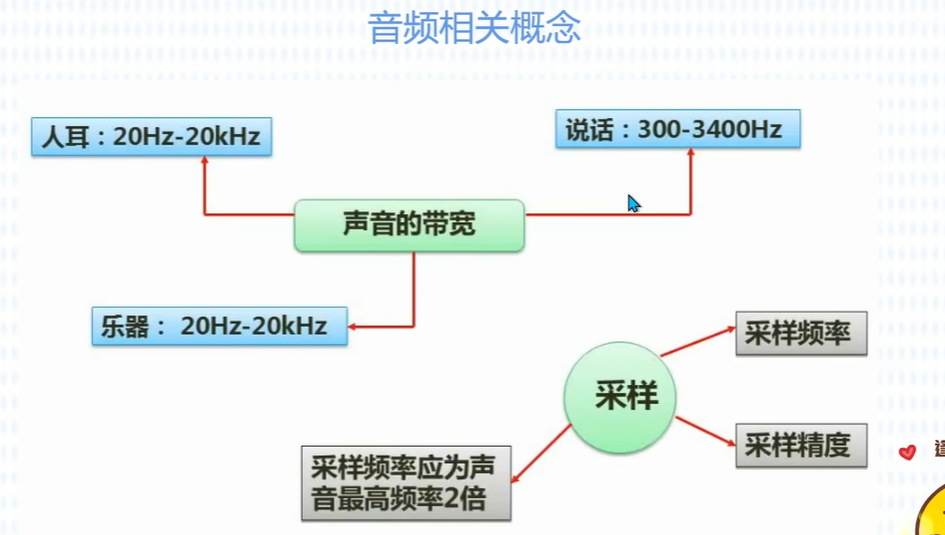 音频相关概念
人耳：20Hz-20kHz
说话：300-3400Hz
声音的带宽
乐器： 20Hz-20kHz
采样频率
采样
采样精度
采样频率应为声
音最高频率2倍